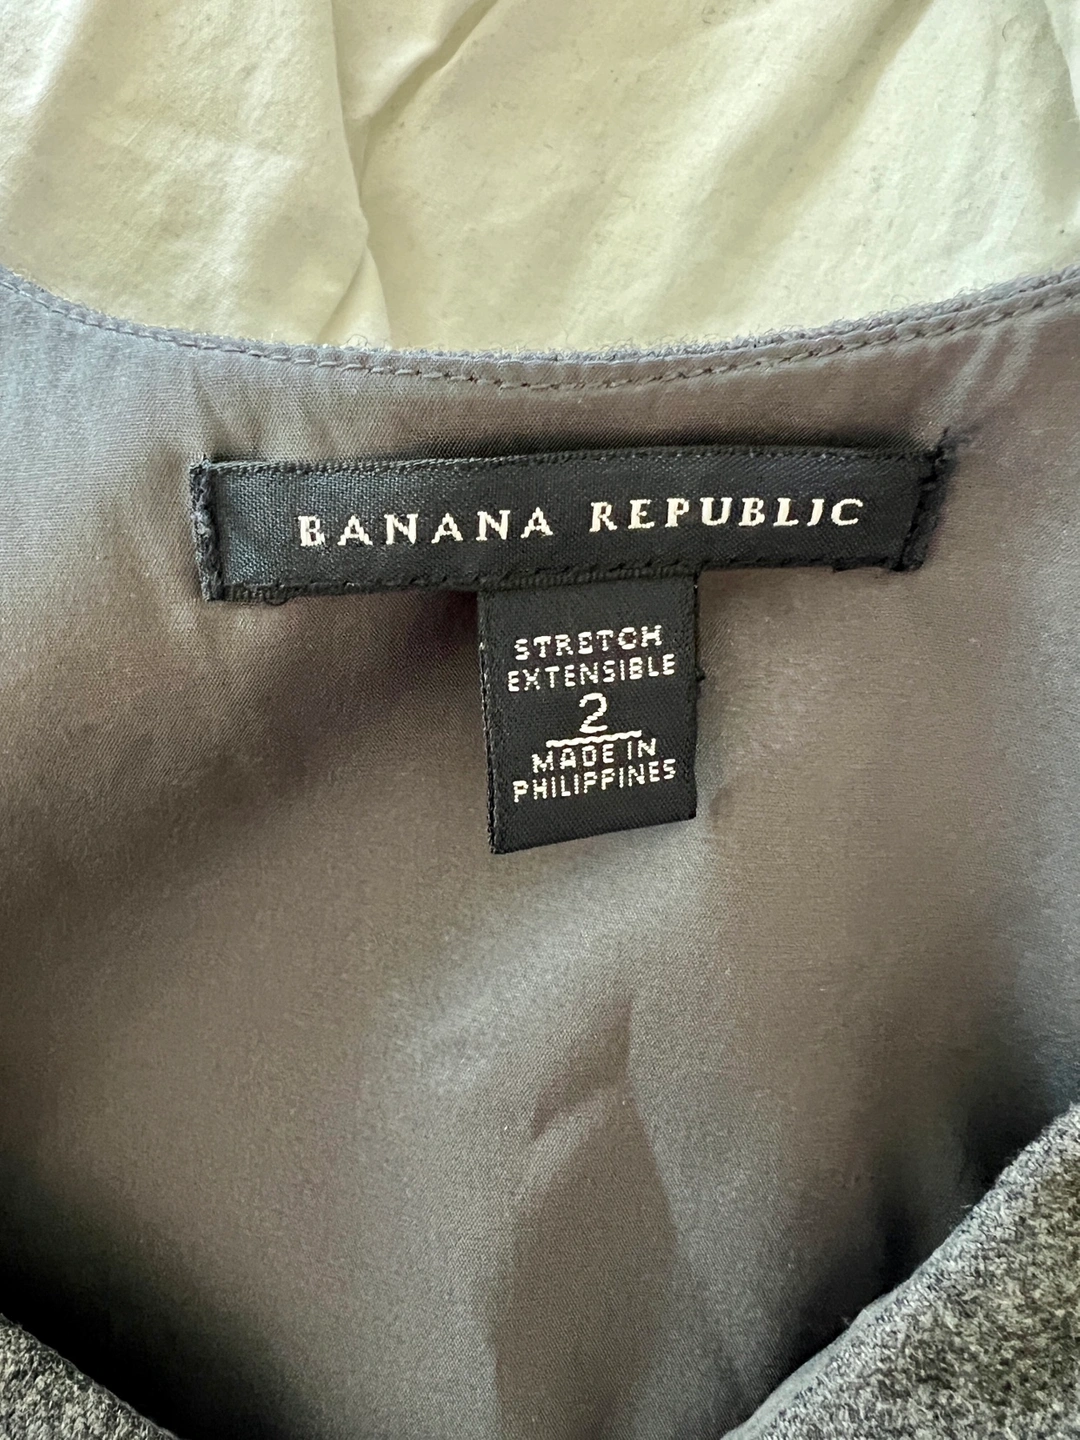 BANANA REPUBLIC
STRETCH
EXTENSIBLE
2
MADE IN
PHILIPPINES